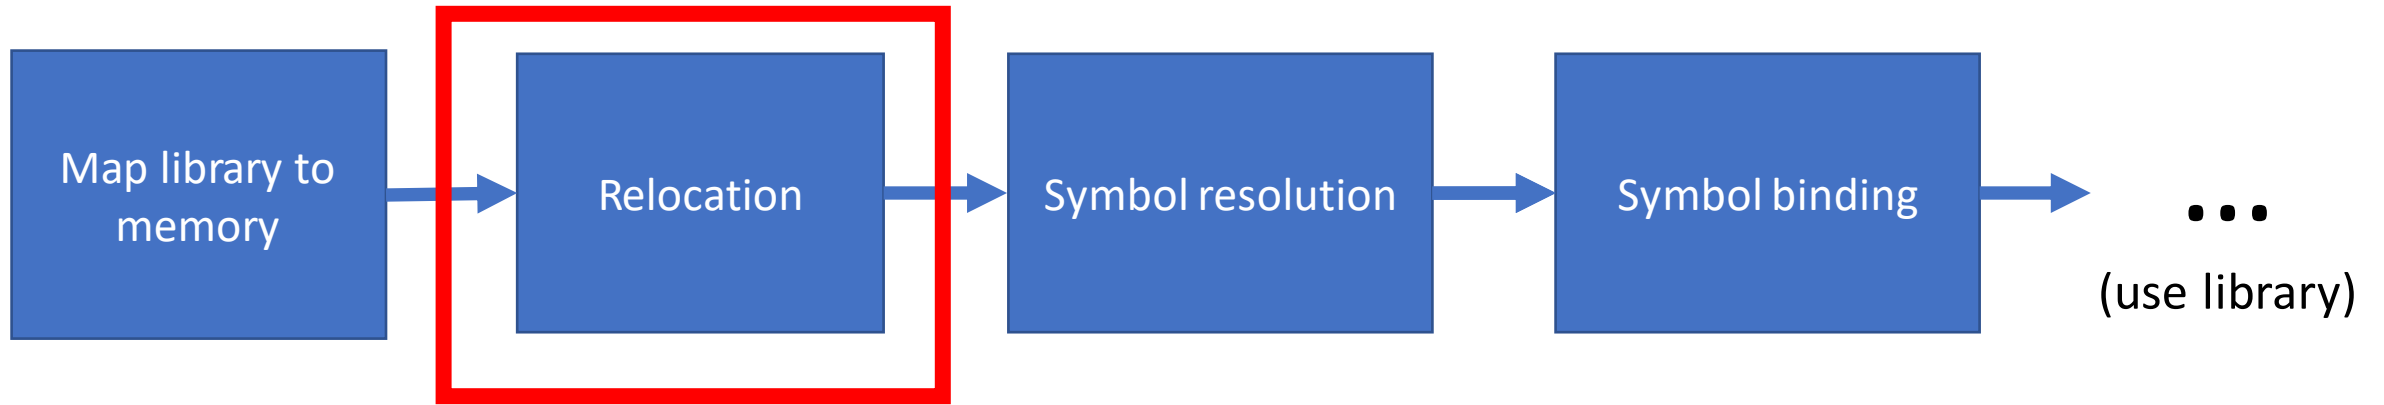 Map library to
memory
Relocation
Symbol resolution
Symbol binding
...
(use library)